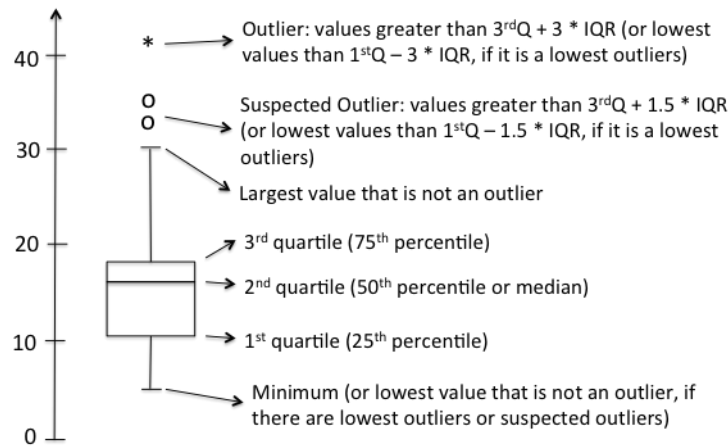 40
30
20
10
0
*
o
o
Outlier: values greater than 3rdQ + 3 * IQR (or lowest
values than 1stQ – 3 * IQR, if it is a lowest outliers)
Suspected Outlier: values greater than 3rdQ + 1.5 * IQR
(or lowest values than 1stQ – 1.5 * IQR, if it is a lowest
outliers)
Largest value that is not an outlier
3rd quartile (75th percentile)
2nd quartile (50th percentile or median)
1st quartile (25th percentile)
Minimum (or lowest value that is not an outlier, if
there are lowest outliers or suspected outliers)